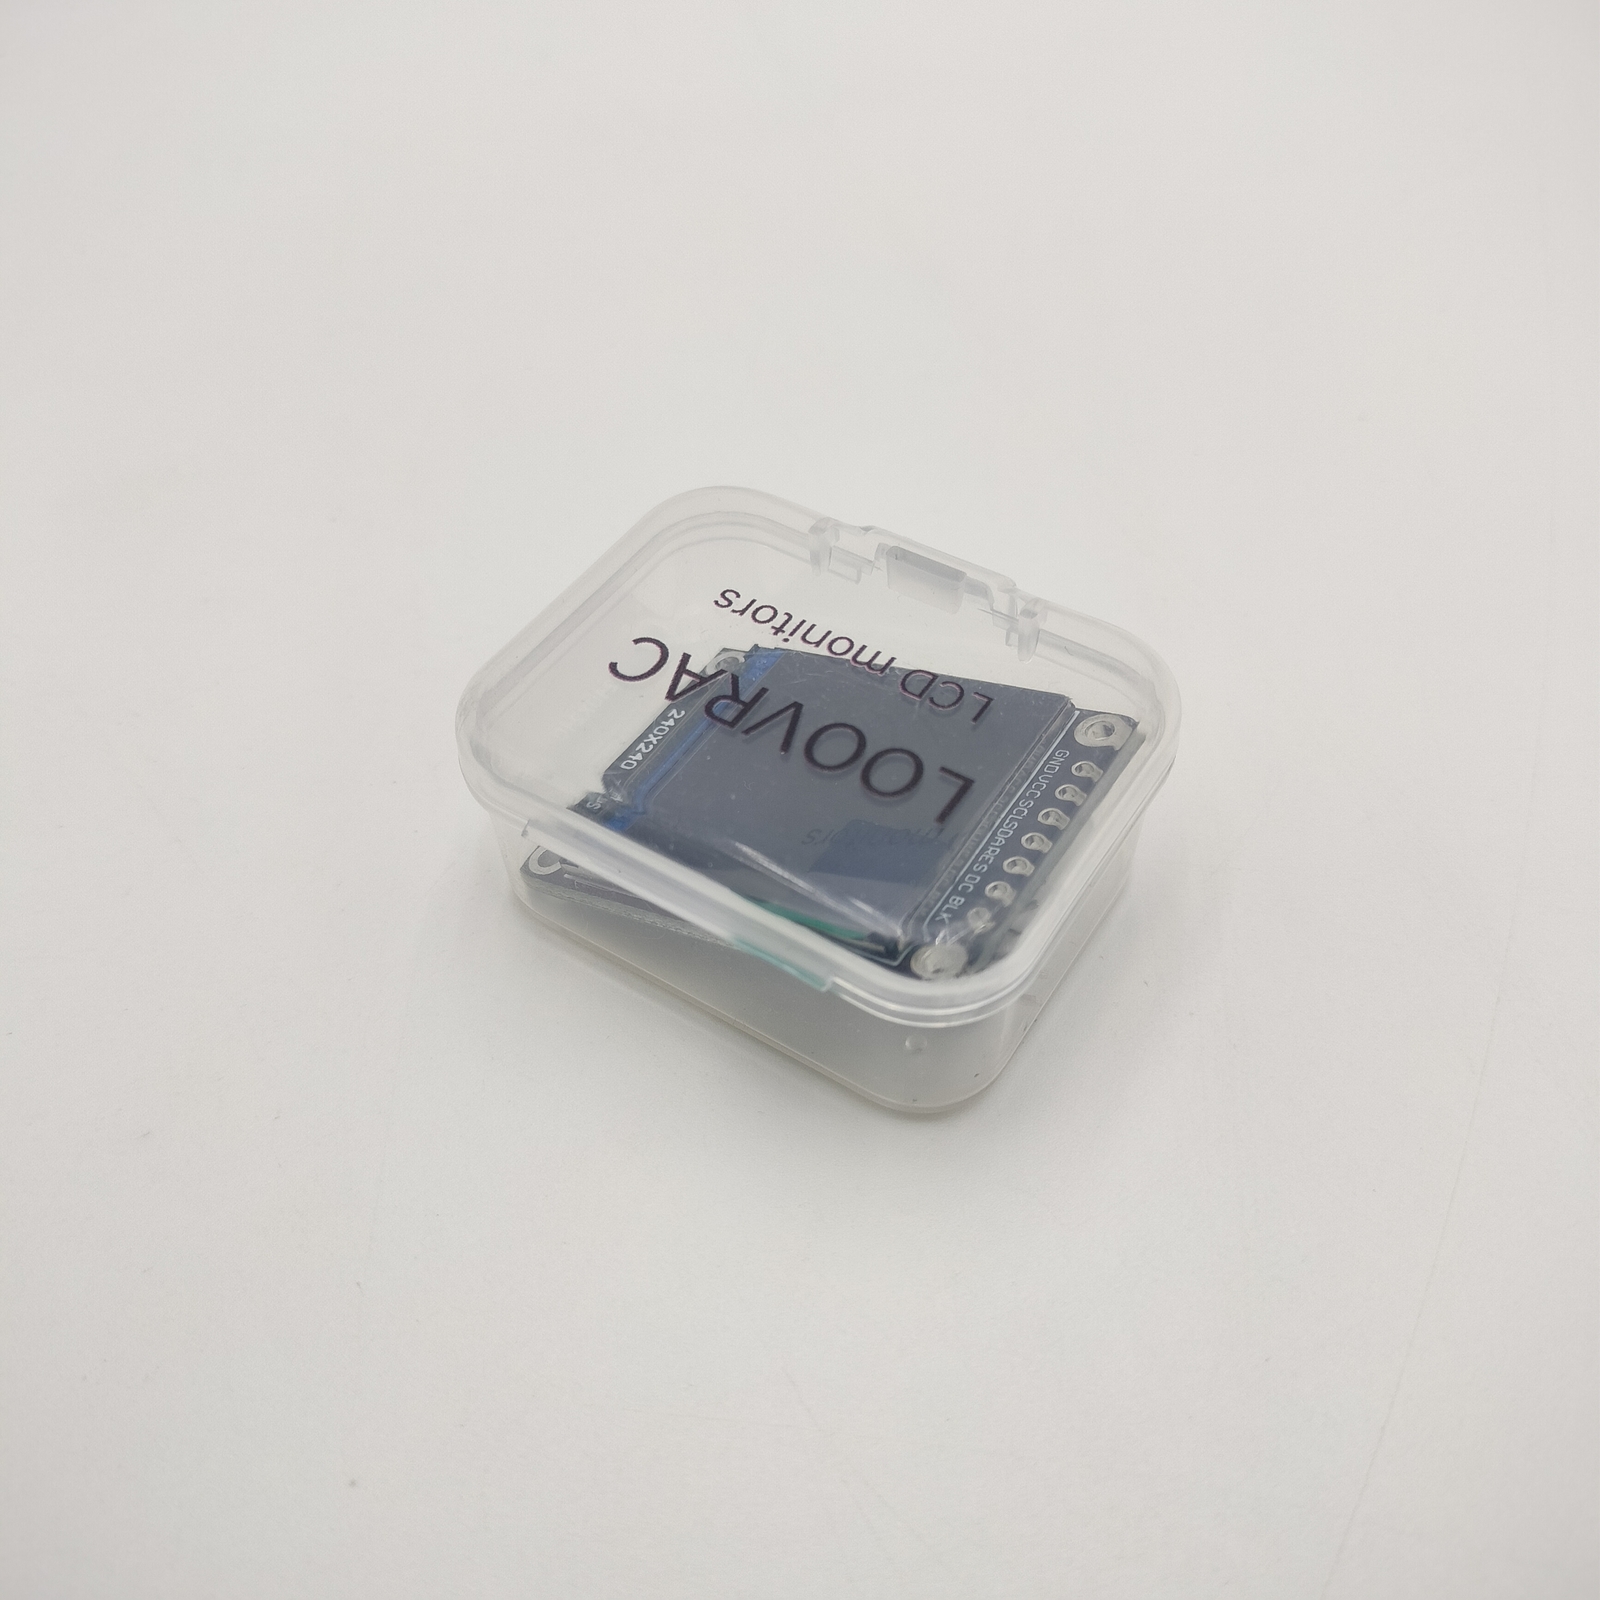 LOOVRAC
LCD monitors
240X240
GND VCC SCL SDA RES DC BLK